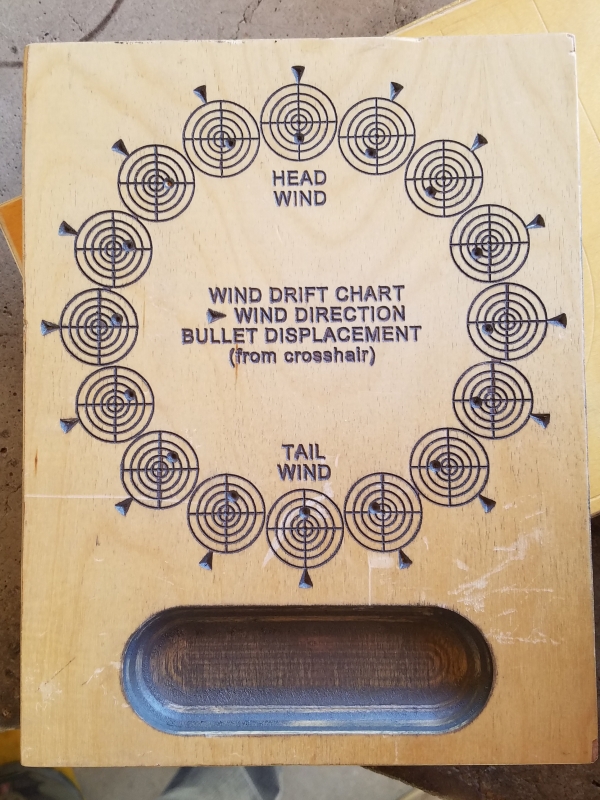 HEAD
WIND
WIND DRIFT CHART
WIND DIRECTION
BULLET DISPLACEMENT
(from crosshair)
TAIL
WIND